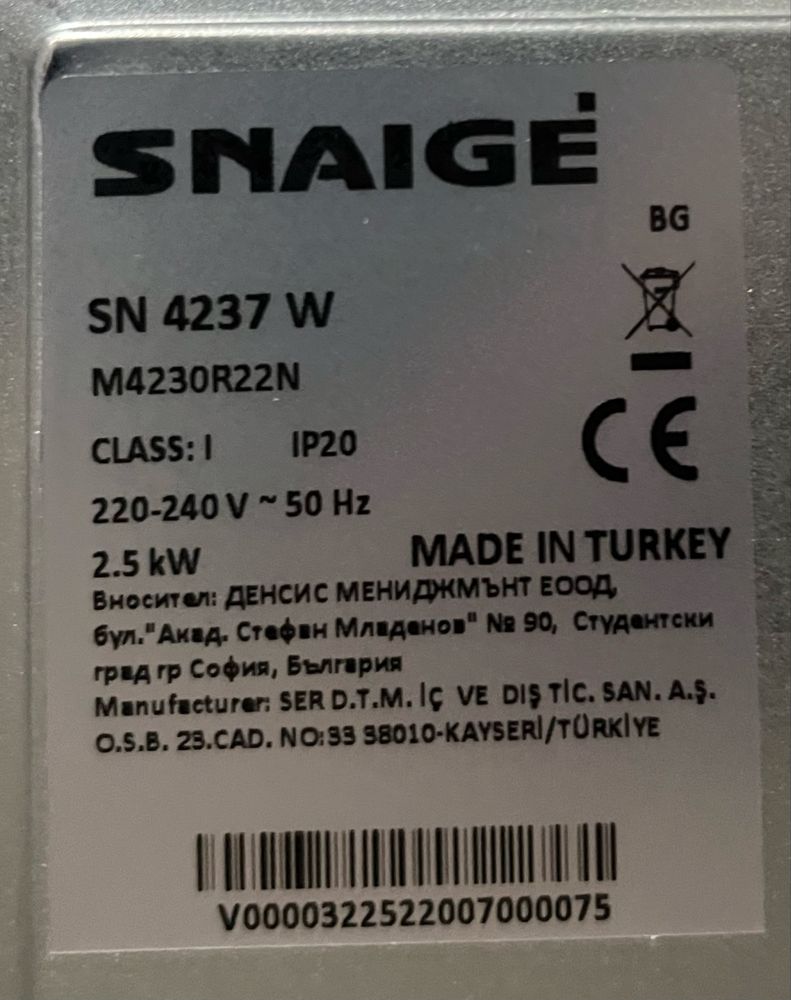 SNAIGĖ
BG
SN 4237 W
M4230R22N
CLASS: I IP20
220-240 V ~ 50 Hz
2.5 kW MADE IN TURKEY
Вносител: ДЕНСИС МЕНИДЖМЪНТ ЕООД,
бул."Акад. Стефан Младенов" № 90, Студентски
град гр София, България
Manufacturer: SER D.T.M. İÇ VE DIŞ TİC. SAN. A.Ş.
O.S.B. 23.CAD. NO:33 38010-KAYSERİ/TÜRKİYE
CE
V0000322522007000075